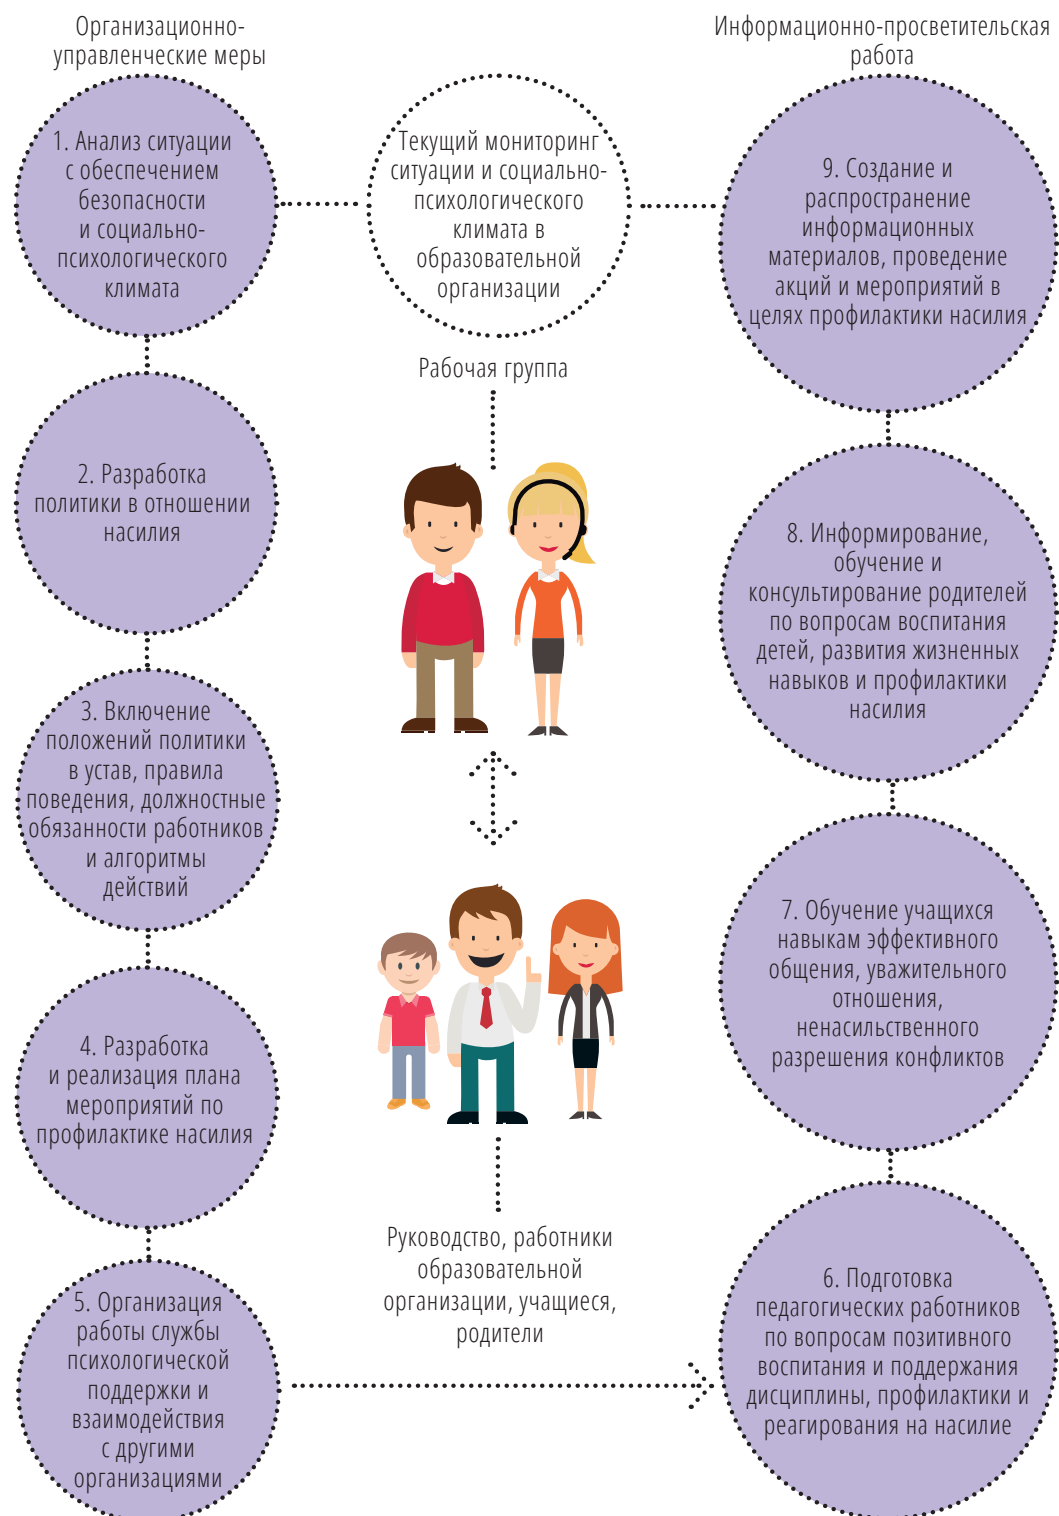 Организационно-
управленческие меры
1. Анализ ситуации
с обеспечением
безопасности
и социально-
психологического
климата
2. Разработка
политики в отношении
насилия
3. Включение
положений политики
в устав, правила
поведения, должностные
обязанности работников
и алгоритмы
действий
4. Разработка
и реализация плана
мероприятий по
профилактике насилия
5. Организация
работы службы
психологической
поддержки и
взаимодействия
с другими
организациями
Текущий мониторинг
ситуации и социально-
психологического
климата в
образовательной
организации
Рабочая группа
Руководство, работники
образовательной
организации, учащиеся,
родители
Информационно-просветительская
работа
9. Создание и
распространение
информационных
материалов, проведение
акций и мероприятий в
целях профилактики насилия
8. Информирование,
обучение и
консультирование родителей
по вопросам воспитания
детей, развития жизненных
навыков и профилактики
насилия
7. Обучение учащихся
навыкам эффективного
общения, уважительного
отношения,
ненасильственного
разрешения конфликтов
6. Подготовка
педагогических работников
по вопросам позитивного
воспитания и поддержания
дисциплины, профилактики и
реагирования на насилие